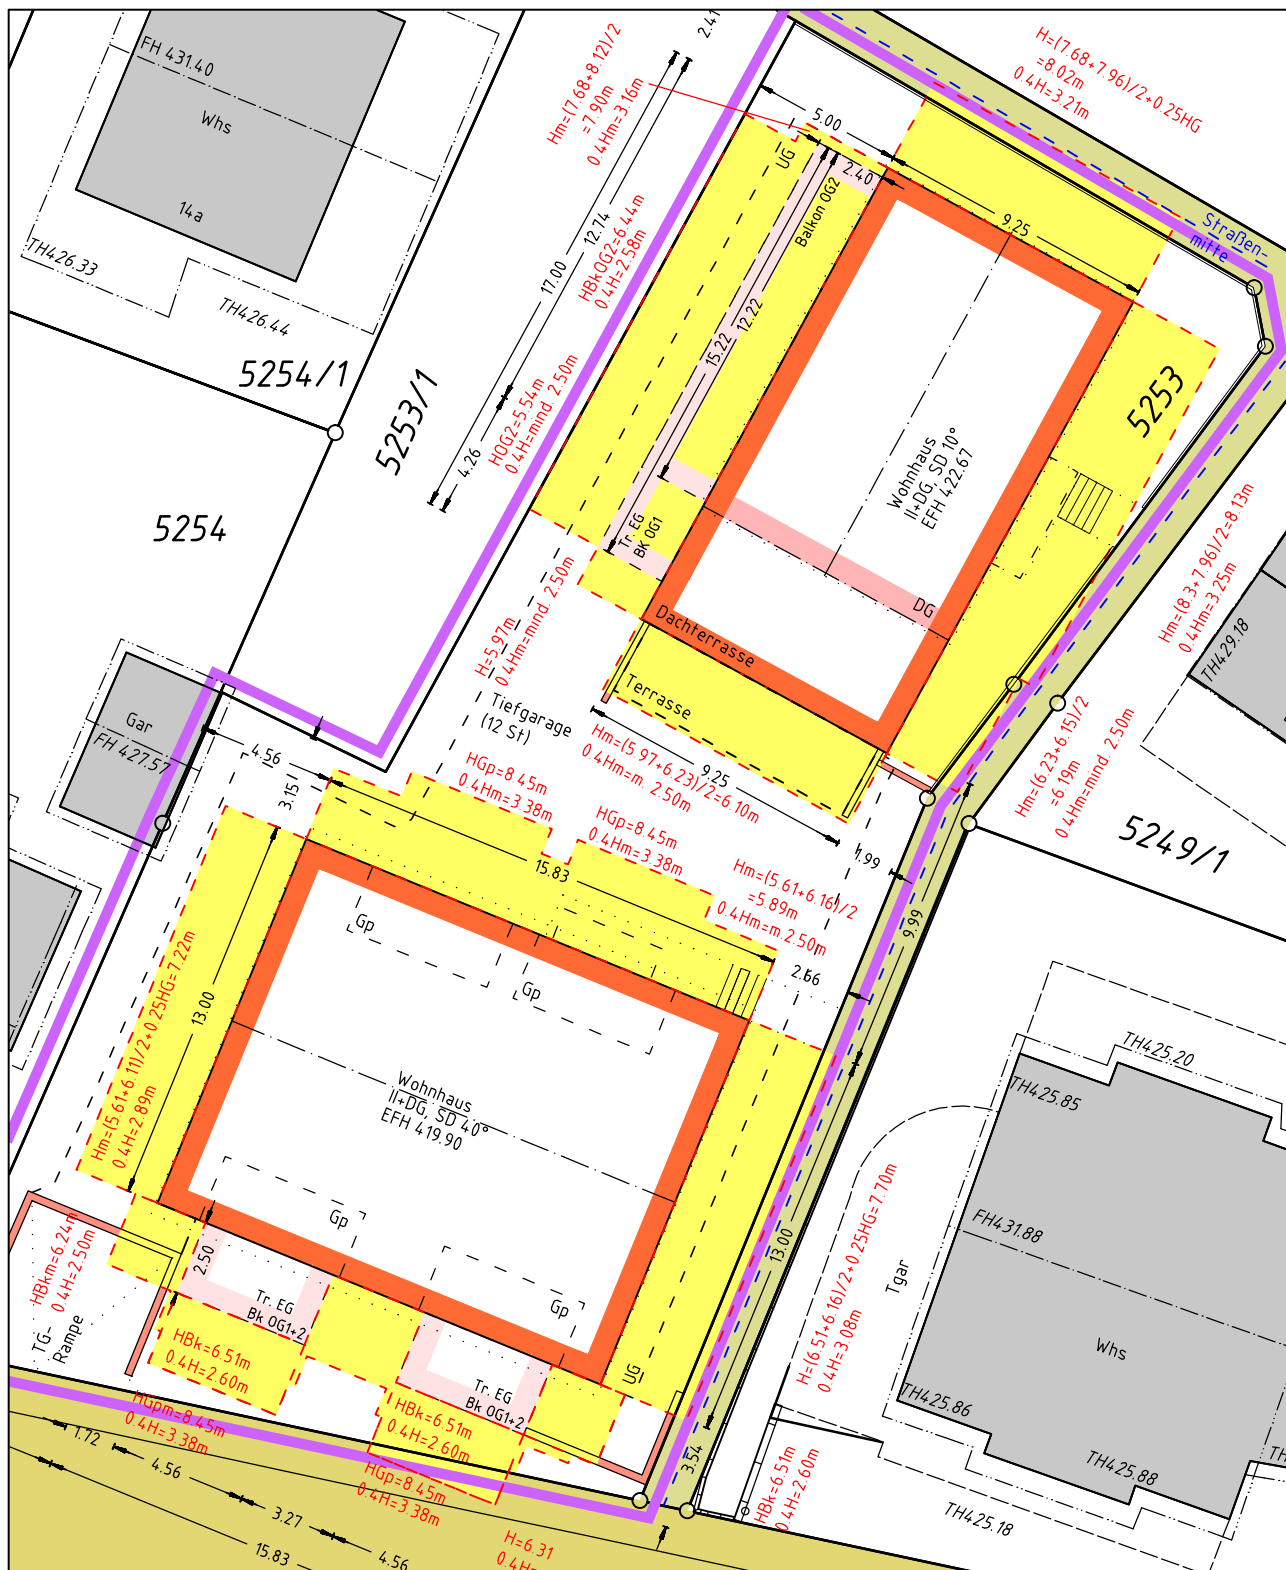 FH 431.40
Whs
14a
TH426.33
TH426.44
5254/1
5253/1
5254
2.41
Hm=(7.68+8.12)/2
=7.90m
0.4Hm=3.16m
H=(7.68+7.96)/2+0.25HG
=8.02m
0.4H=3.21m
5.00
UG
2.40
Balkon OG2
9.25
Straßen-
mitte
17.00
12.74
HBkOG2=6.44m
0.4H=2.58m
15.22
12.22
4.26
HOG2=5.54m
0.4H=mind. 2.50m
5253
Wohnhaus
II+DG, SD 10°
EFH 422.67
Tr. EG
BK OG1
DG
Dachterrasse
Terrasse
H=5.97m
0.4Hm=mind. 2.50m
Tiefgarage
(12 St)
Hm=(8.3+7.96)/2=8.13m
0.4Hm=3.25m
TH429.18
Hm=(6.23+6.15)/2
=6.19m
0.4Hm=mind. 2.50m
5249/1
Gar
FH 427.57
4.56
3.15
HGp=8.45m
0.4Hm=3.38m
Hm=(5.97+6.23)/2=6.10m
0.4Hm=m. 2.50m
9.25
HGp=8.45m
0.4Hm=3.38m
Hm=(5.61+6.16)/2
=5.89m
0.4Hm=m.2.50m
1.99
9.99
15.83
2.66
Gp
Gp
13.00
Hm=(5.61+6.11)/2+0.25HG=7.22m
0.4H=2.89m
Wohnhaus
II+DG, SD 40°
EFH 419.90
Gp
Gp
TH425.20
TH425.85
FH431.88
Whs
Tgar
TH425.86
TH425.88
TH425.18
TH
13.00
H=(6.51+6.16)/2+0.25HG=7.70m
0.4H=3.08m
HBkm=6.24m
0.4H=2.50m
TG-
Rampe
2.50
Tr. EG
Bk OG1+2
HBk=6.51m
0.4H=2.60m
Tr. EG
Bk OG1+2
UG
HBk=6.51m
0.4H=2.60m
3.54
HBk=6.51m
0.4H=2.60m
HGpm=8.45m
0.4H=3.38m
HGp=8.45m
0.4H=3.38m
1.72
4.56
3.27
4.56
15.83
H=6.31
0.4H=